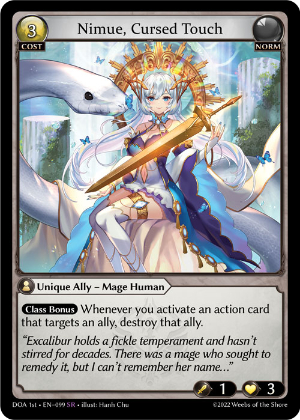 3
COST
Nimue, Cursed Touch
NORM
Unique Ally – Mage Human
Class Bonus Whenever you activate an action card
that targets an ally, destroy that ally.
“Excalibur holds a fickle temperament and hasn’t
stirred for decades. There was a mage who sought to
remedy it, but I can’t remember her name…”
1
3
DOA 1st • EN-099 SR • illust: Hanh Chu
©2022 Weebs of the Shore